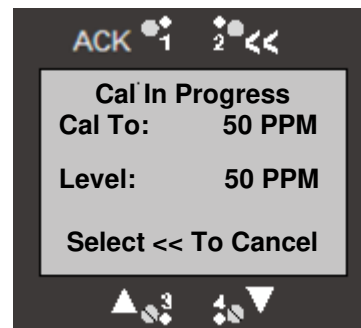 ACK 1 2 <<
Cal In Progress
Cal To: 50 PPM
Level: 50 PPM
Select << To Cancel
3 4